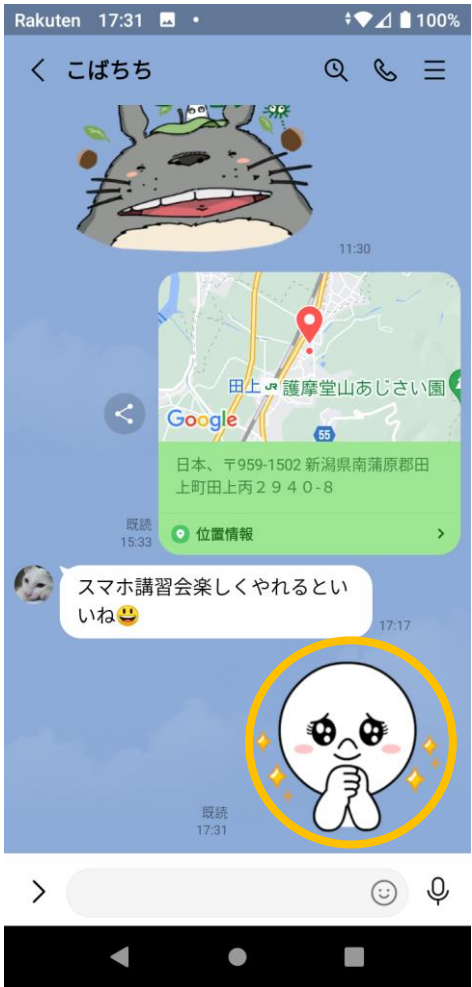 Rakuten 17:31 100%
こばちち
11:30
田上 JR 護摩堂山あじさい園
Google
55
日本、〒959-1502 新潟県南蒲原郡田
上町田上丙２９４０-８
既読
15:33
位置情報
スマホ講習会楽しくやれるとい
いね😃
17:17
既読
17:31